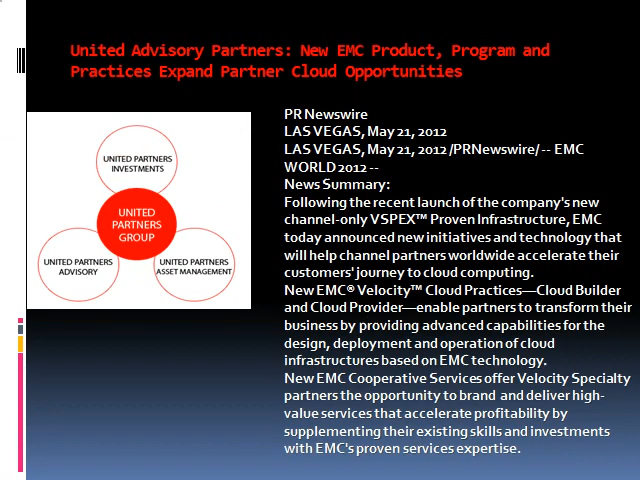 United Advisory Partners: New EMC Product, Program and
Practices Expand Partner Cloud Opportunities
UNITED PARTNERS
INVESTMENTS
UNITED
PARTNERS
GROUP
UNITED PARTNERS
ADVISORY
UNITED PARTNERS
ASSET MANAGEMENT
PR Newswire
LAS VEGAS, May 21, 2012
LAS VEGAS, May 21, 2012 /PRNewswire/ -- EMC
WORLD 2012 --
News Summary:
Following the recent launch of the company's new
channel-only VSPEX™ Proven Infrastructure, EMC
today announced new initiatives and technology that
will help channel partners worldwide accelerate their
customers' journey to cloud computing.
New EMC® Velocity™ Cloud Practices—Cloud Builder
and Cloud Provider—enable partners to transform their
business by providing advanced capabilities for the
design, deployment and operation of cloud
infrastructures based on EMC technology.
New EMC Cooperative Services offer Velocity Specialty
partners the opportunity to brand and deliver high-
value services that accelerate profitability by
supplementing their existing skills and investments
with EMC's proven services expertise.